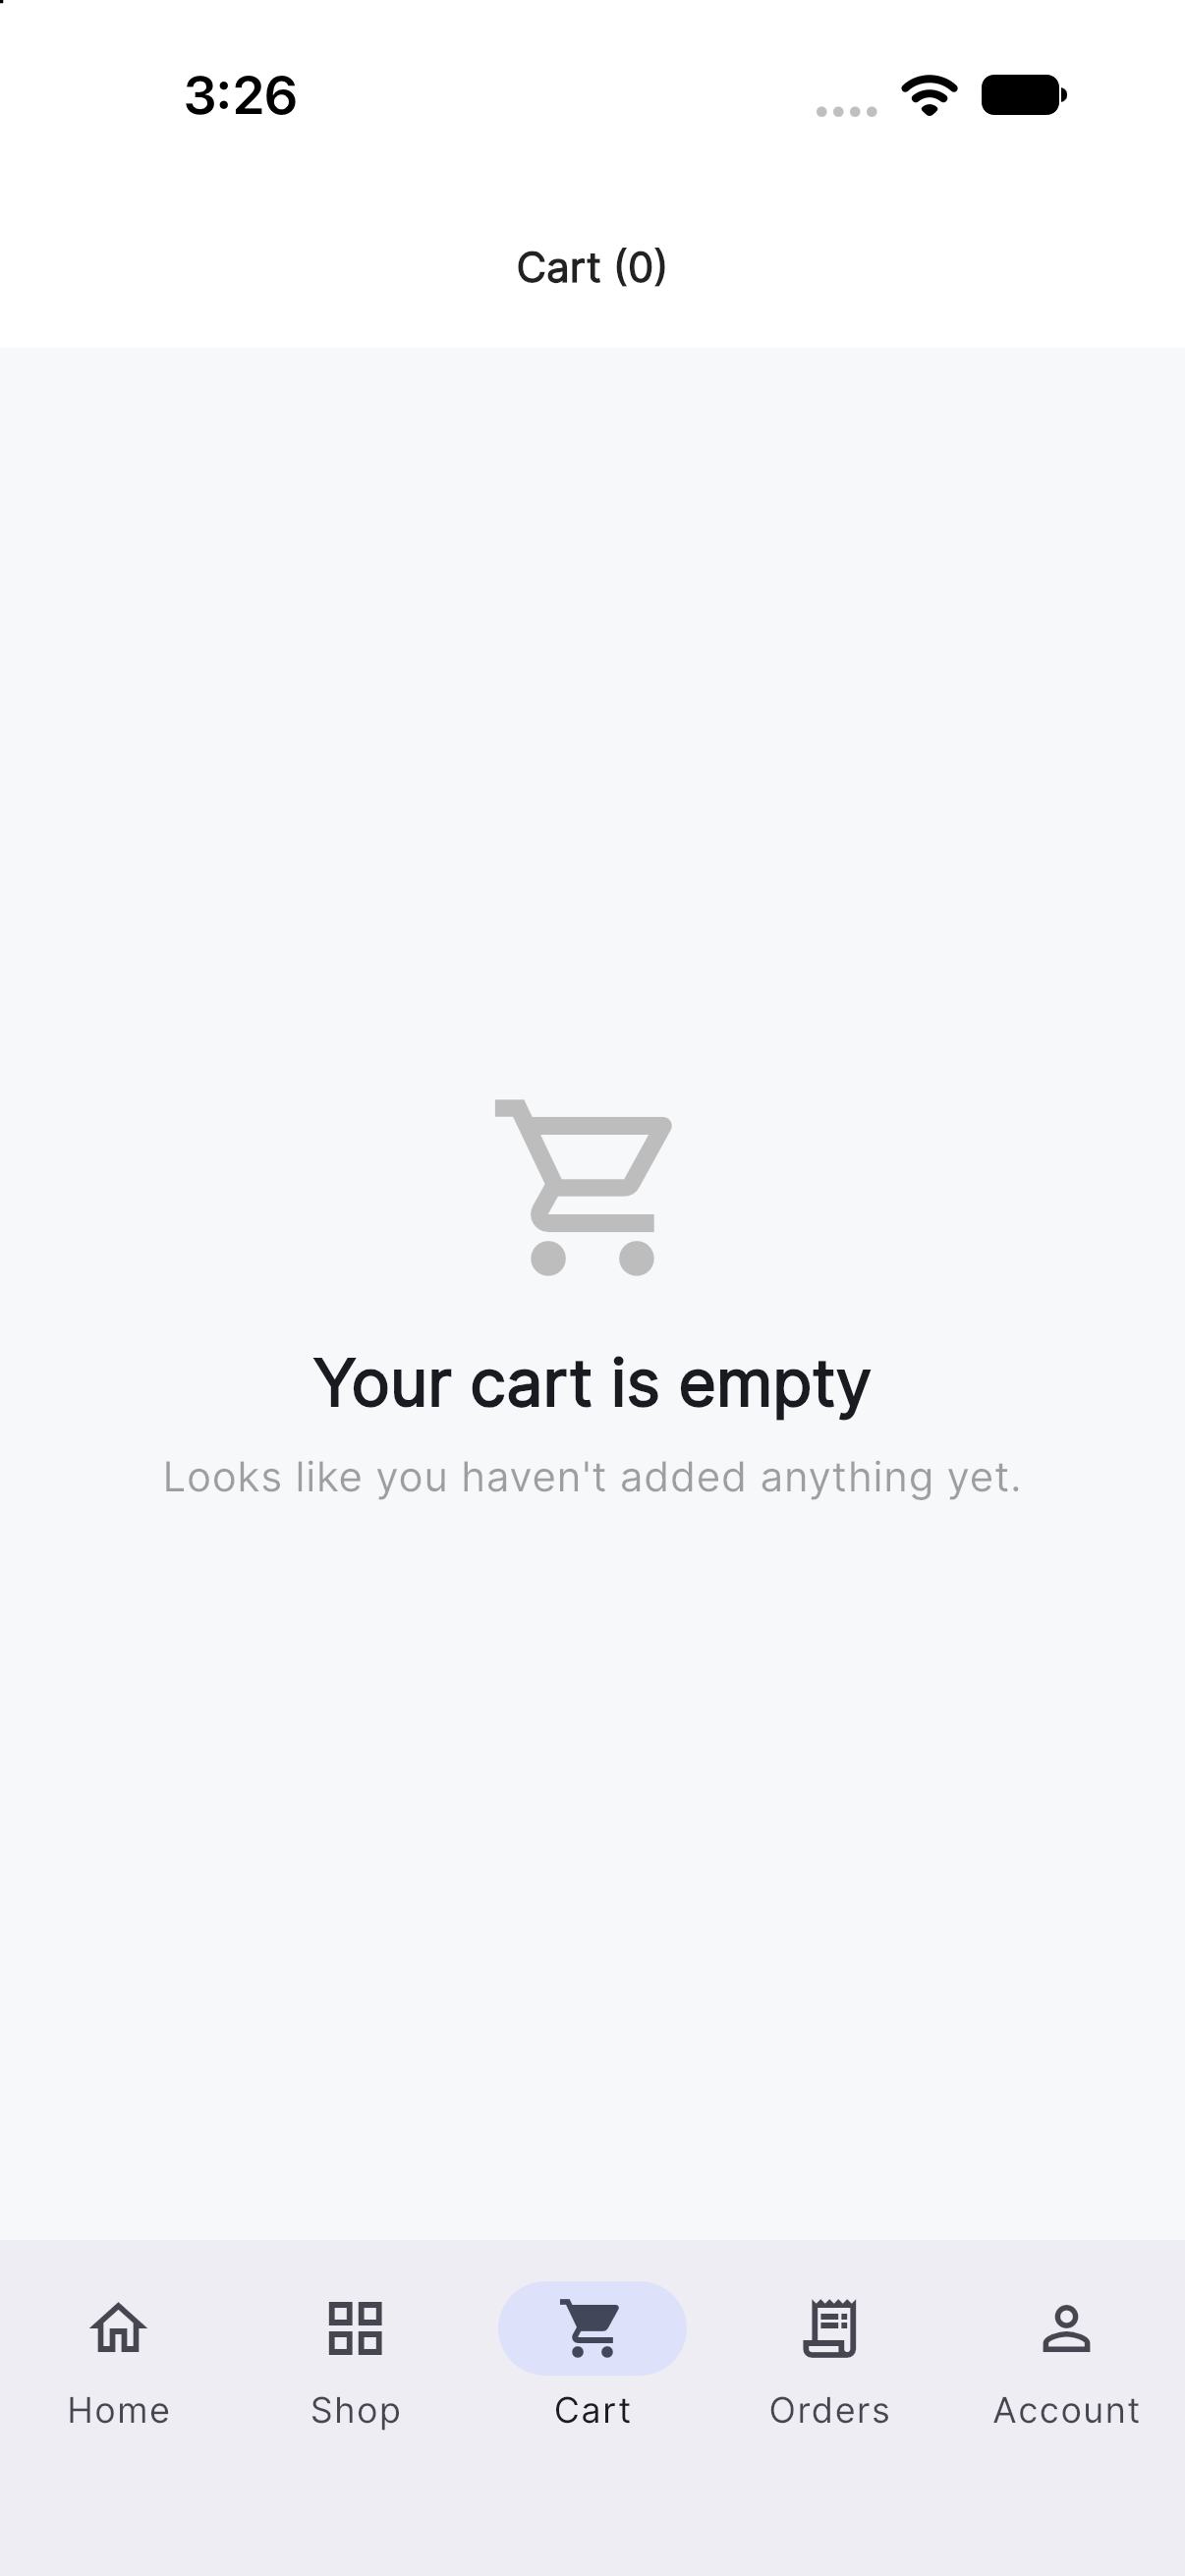 3:26
Cart (0)
Your cart is empty
Looks like you haven't added anything yet.
Home
Shop
Cart
Orders
Account